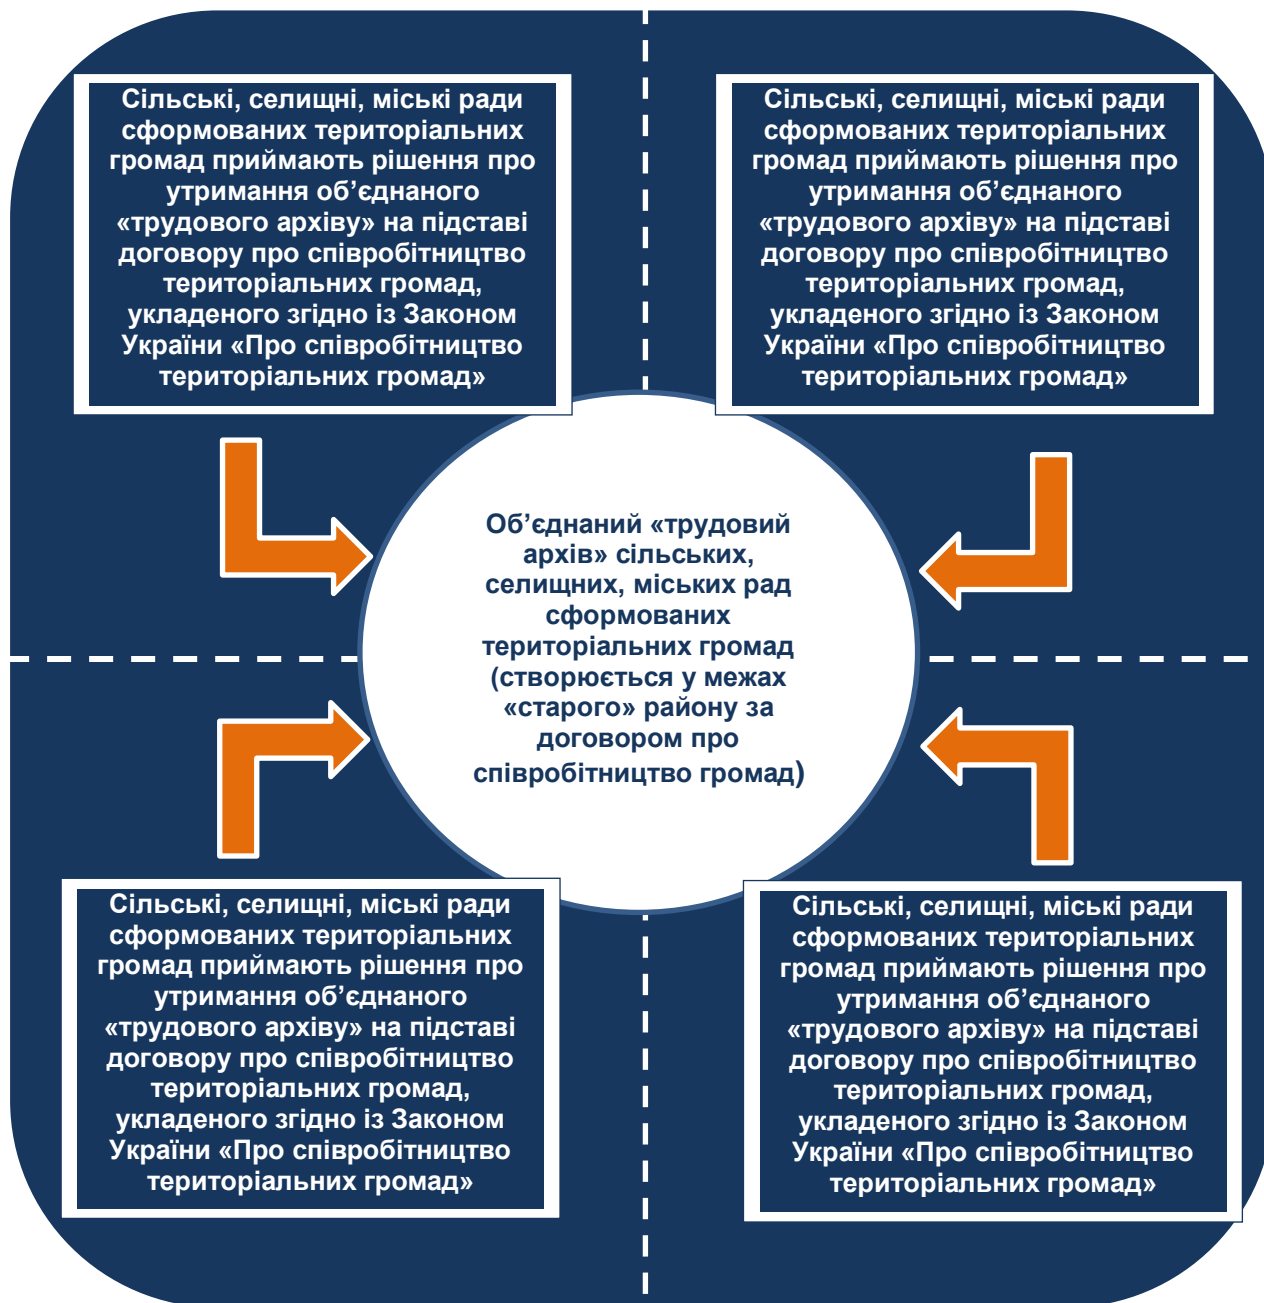 Сільські, селищні, міські ради
сформованих територіальних
громад приймають рішення про
утримання об’єднаного
«трудового архіву» на підставі
договору про співробітництво
територіальних громад,
укладеного згідно із Законом
України «Про співробітництво
територіальних громад»
Сільські, селищні, міські ради
сформованих територіальних
громад приймають рішення про
утримання об’єднаного
«трудового архіву» на підставі
договору про співробітництво
територіальних громад,
укладеного згідно із Законом
України «Про співробітництво
територіальних громад»
Об’єднаний «трудовий
архів» сільських,
селищних, міських рад
сформованих
територіальних громад
(створюється у межах
«старого» району за
договором про
співробітництво громад)
Сільські, селищні, міські ради
сформованих територіальних
громад приймають рішення про
утримання об’єднаного
«трудового архіву» на підставі
договору про співробітництво
територіальних громад,
укладеного згідно із Законом
України «Про співробітництво
територіальних громад»
Сільські, селищні, міські ради
сформованих територіальних
громад приймають рішення про
утримання об’єднаного
«трудового архіву» на підставі
договору про співробітництво
територіальних громад,
укладеного згідно із Законом
України «Про співробітництво
територіальних громад»